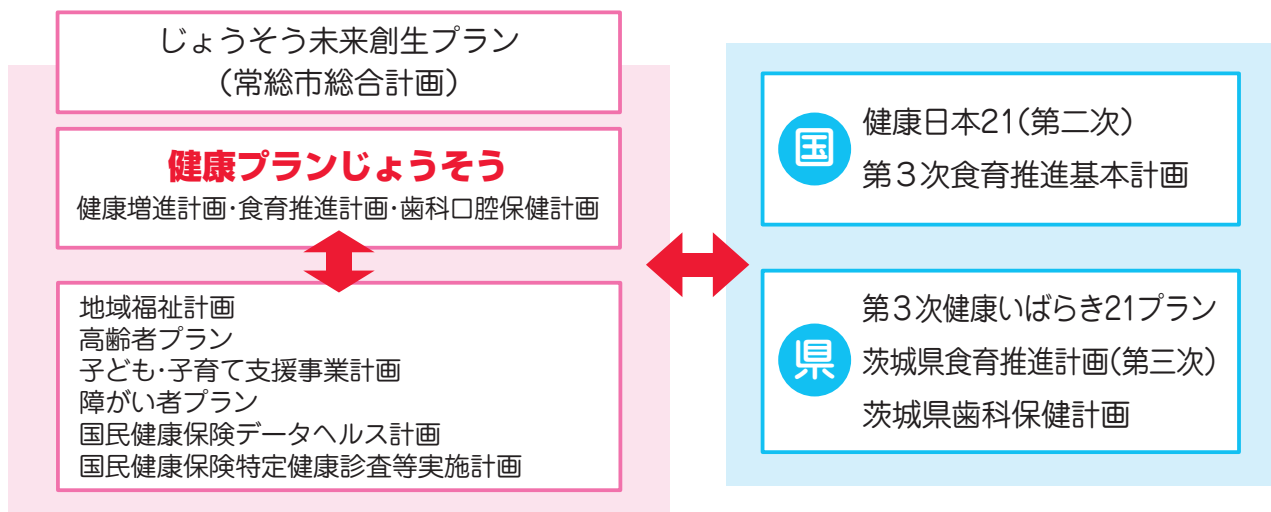 じょうそう未来創生プラン
(常総市総合計画)
健康プランじょうそう
健康増進計画・食育推進計画・歯科口腔保健計画
地域福祉計画
高齢者プラン
子ども・子育て支援事業計画
障がい者プラン
国民健康保険データヘルス計画
国民健康保険特定健康診査等実施計画
国
健康日本21(第二次)
第3次食育推進基本計画
県
第3次健康いばらき21プラン
茨城県食育推進計画(第三次)
茨城県歯科保健計画